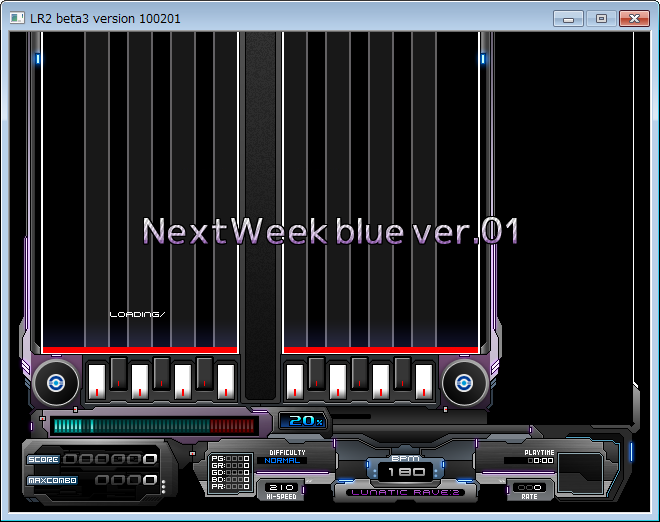 LR2 beta3 version 100201
NextWeek blue ver.01
LOADING/
20%
SCORE 000000
MAXCOMBO 0000
PG:0000
GR:0000
GD:0000
BD:0000
PR:0000
DIFFICULTY
NORMAL
210
HI-SPEED
BPM
180
LUNATIC RAVE:2
PLAYTIME
0:00
000
RATE